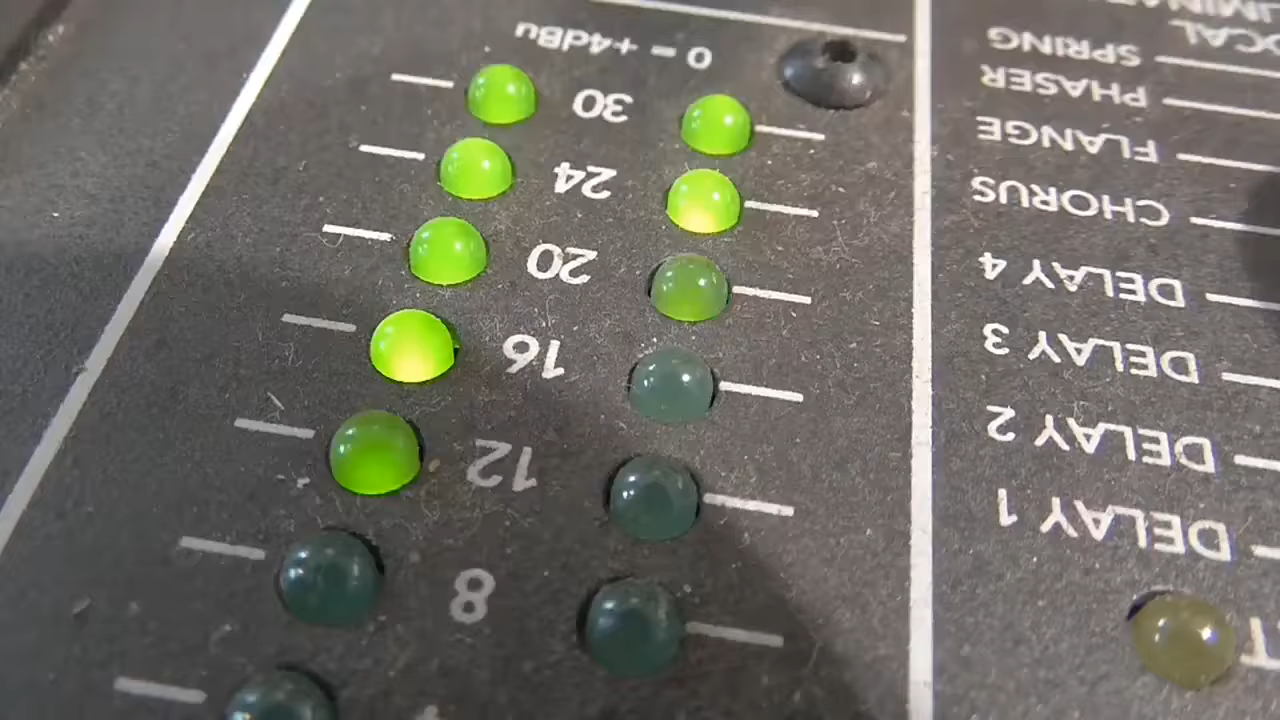 DELAY 1
DELAY 2
DELAY 3
DELAY 4
CHORUS
FLANGE
PHASER
SPRING
8
12
16
20
24
30
0 = +4dBu